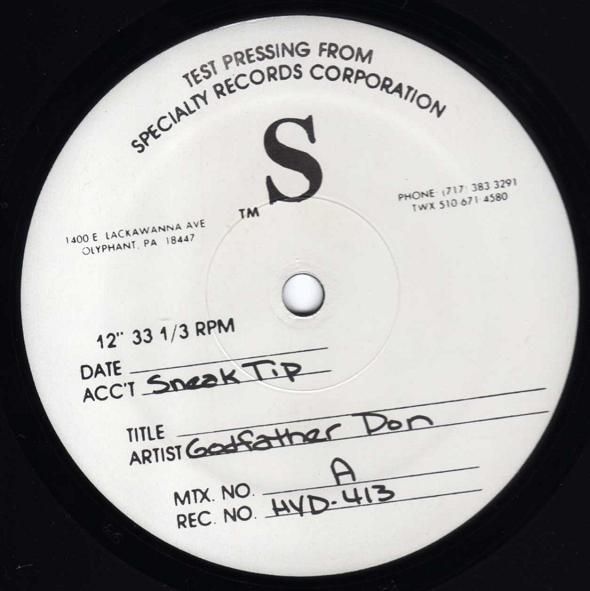 TEST PRESSING FROM
SPECIALTY RECORDS CORPORATION
S
TM
1400 E. LACKAWANNA AVE
OLYPHANT, PA 18447
PHONE (717) 383 3291
TWX 510 671 4580
12" 33 1/3 RPM
DATE
ACC'T Sneak Tip
TITLE
ARTIST Godfather Don
MTX. NO. A
REC. NO. HYD-413